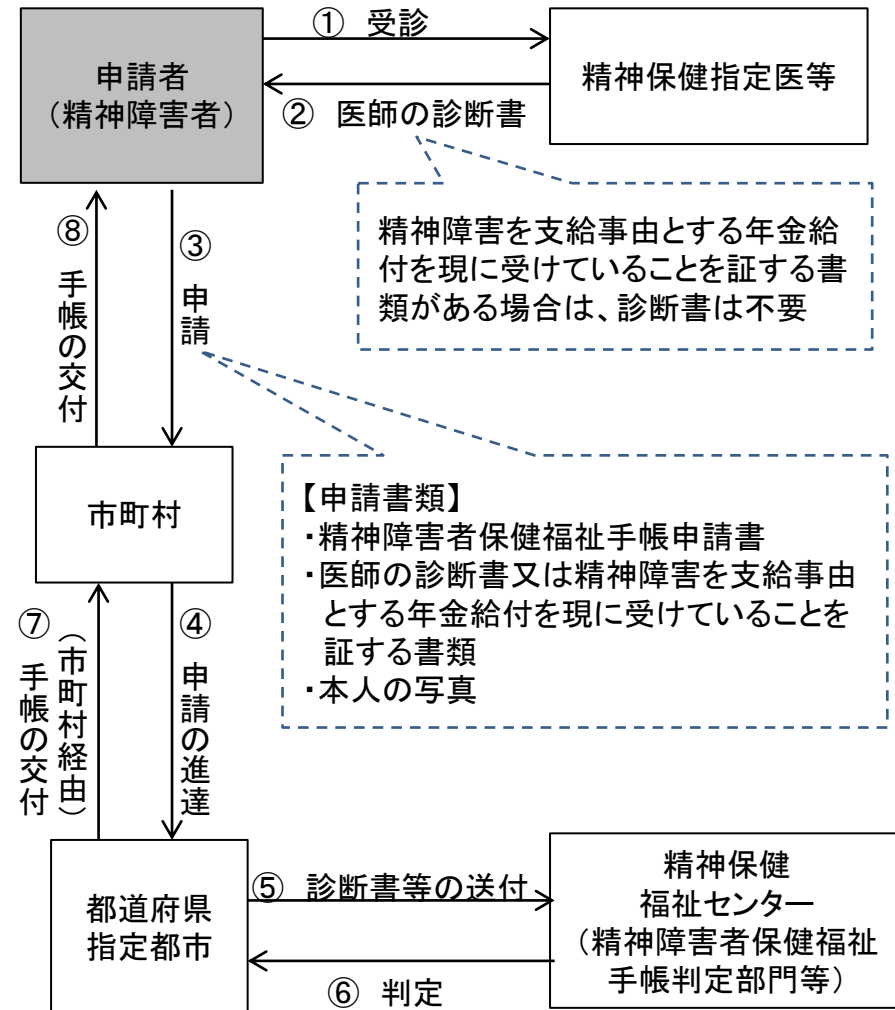 ① 受診
申請者
（精神障害者）
精神保健指定医等
② 医師の診断書
精神障害を支給事由とする年金給
付を現に受けていることを証する書
類がある場合は、診断書は不要
⑧ 手帳の交付
③ 申請
市町村
【申請書類】
・精神障害者保健福祉手帳申請書
・医師の診断書又は精神障害を支給事由
とする年金給付を現に受けていることを
証する書類
・本人の写真
⑦ 手帳の交付
（市町村経由）
④ 申請の進達
都道府県
指定都市
⑤ 診断書等の送付
⑥ 判定
精神保健
福祉センター
（精神障害者保健福祉
手帳判定部門等）